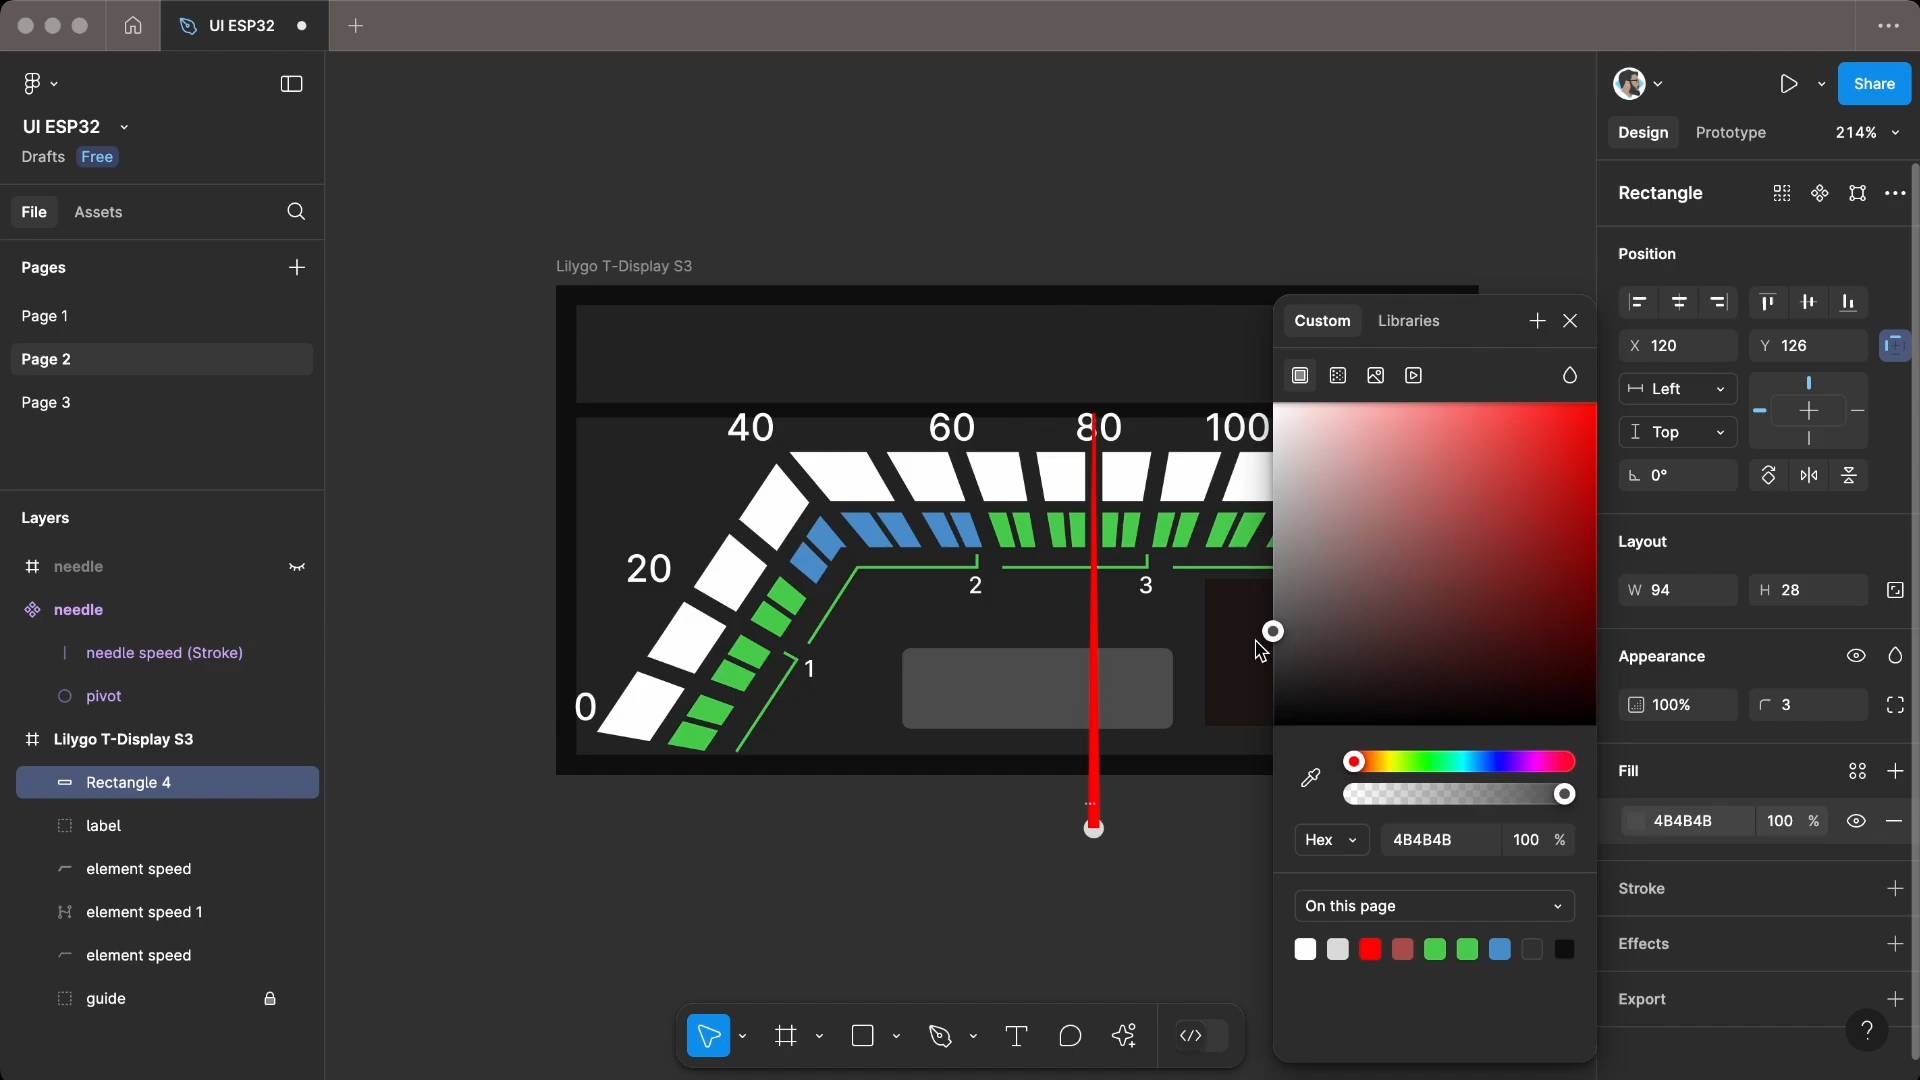 UI ESP32
UI ESP32
Drafts Free
File Assets
Pages
Page 1
Page 2
Page 3
Layers
needle
needle
needle speed (Stroke)
pivot
Lilygo T-Display S3
Rectangle 4
label
element speed
element speed 1
element speed
guide
Lilygo T-Display S3
40 60 80 100
20
0
1
2
3
Custom Libraries
Hex 4B4B4B 100 %
On this page
Share
Design Prototype 214%
Rectangle
Position
X 120 Y 126
Left
Top
0°
Layout
W 94 H 28
Appearance
100% 3
Fill
4B4B4B 100 %
Stroke
Effects
Export
?